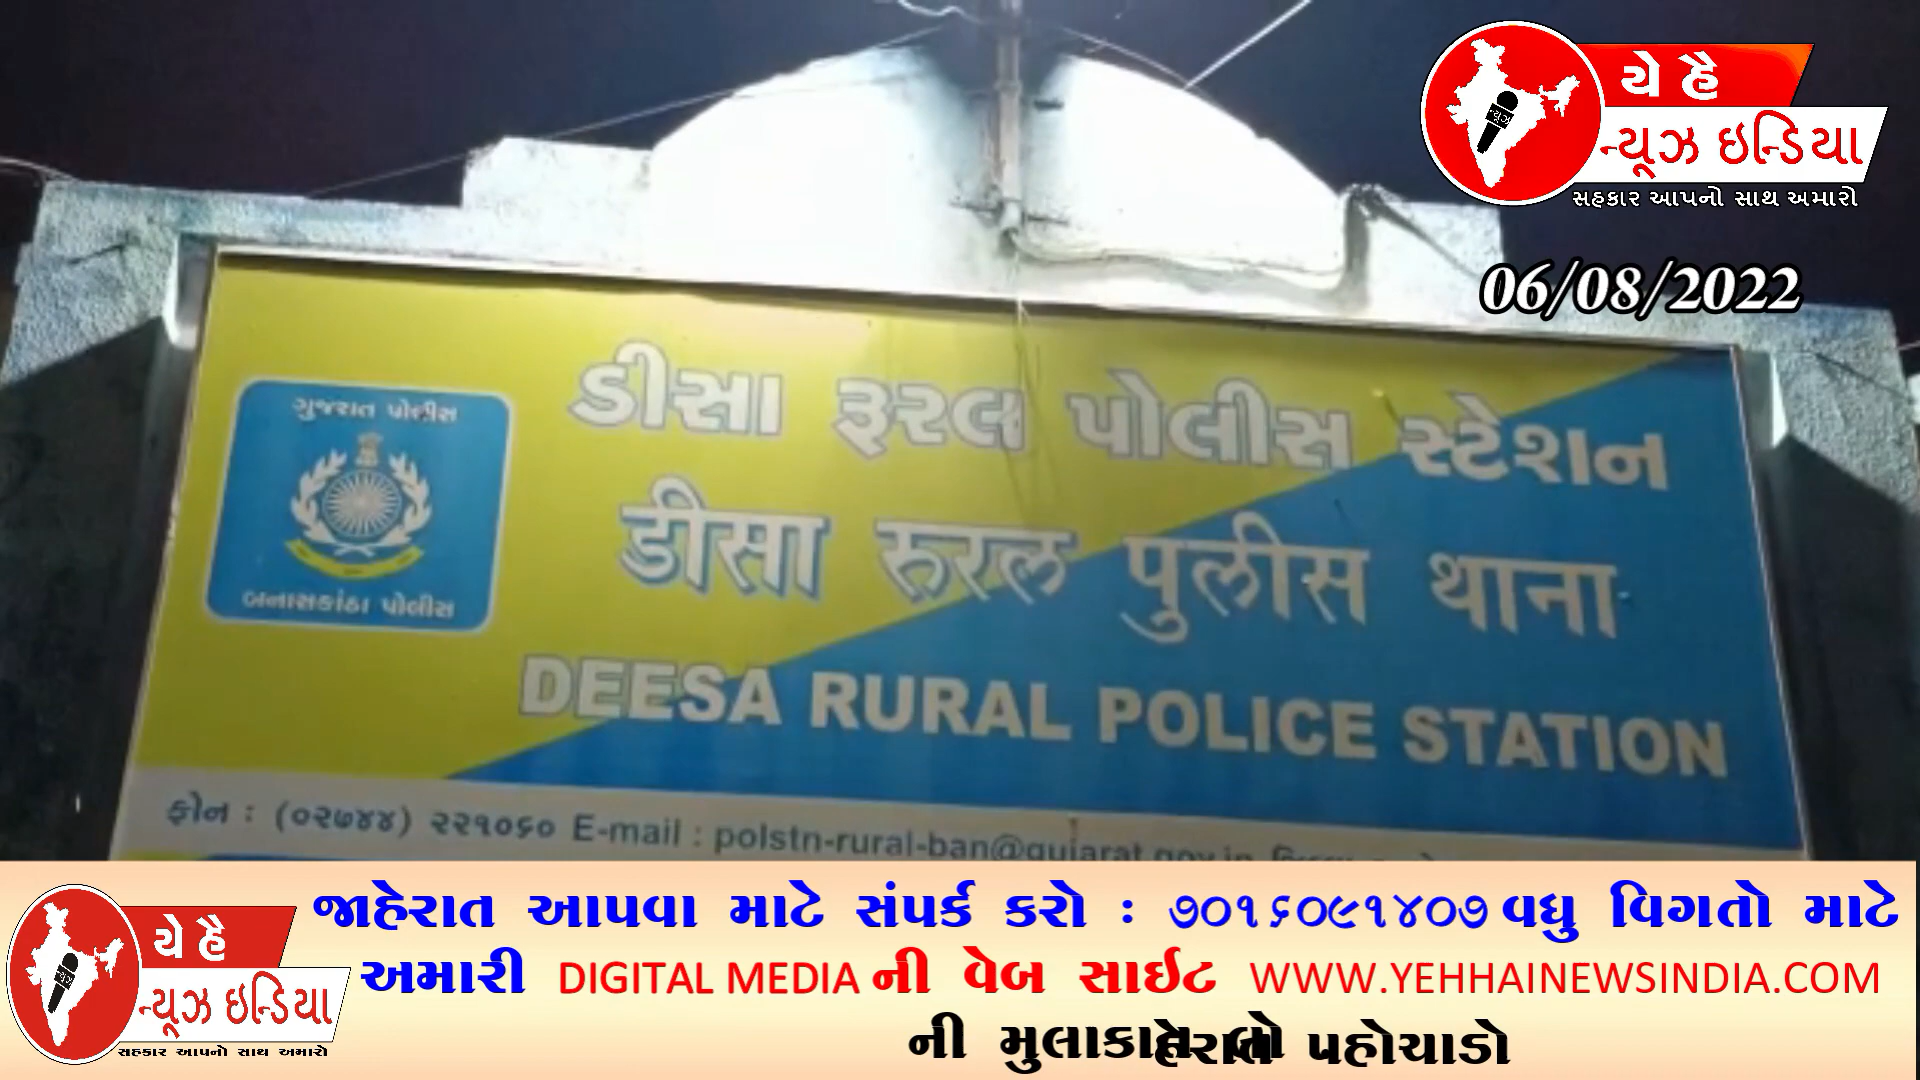 યે હૈ
ન્યૂઝ
ન્યૂઝ ઇન્ડિયા
સહકાર આપનો સાથ અમારો
06/08/2022
ગુજરાત પોલીસ
બનાસકાંઠા પોલીસ
ડીસા રૂરલ પોલીસ સ્ટેશન
डीसा रुरल पुलीस थाना
DEESA RURAL POLICE STATION
ફોન : (૦૨૭૪૪) ૨૨૧૦૬૦ E-mail : polstn-rural-ban@gujarat.gov.in
યે હૈ
ન્યૂઝ
ન્યૂઝ ઇન્ડિયા
સહકાર આપનો સાથ અમારો
જાહેરાત આપવા માટે સંપર્ક કરો : ૭૦૧૬૦૯૧૪૦૭ વધુ વિગતો માટે
અમારી DIGITAL MEDIA ની વેબ સાઇટ WWW.YEHHAINEWSINDIA.COM
ની પહોચાડો